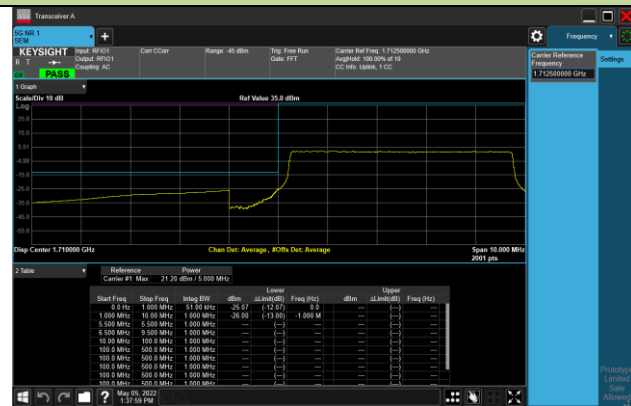 Transceiver A
5G NR 1
SEM
+
Frequency
KEYSIGHT
R T
PASS
Input: RFIO1
Output: RFIO1
Coupling: AC
Corr CCorr
Range: -45 dBm
Trig: Free Run
Gate: FFT
Carrier Ref Freq: 1.712500000 GHz
Avg|Hold: 100.00% of 10
CC Info: Uplink, 1 CC
Carrier Reference
Frequency
1.712500000 GHz
Settings
1 Graph
Scale/Div 10 dB
Ref Value 35.0 dBm
Log
25.0
15.0
5.01
-4.99
-15.0
-25.0
-35.0
-45.0
-55.0
Disp Center 1.710000 GHz
Chan Det: Average , #Offs Det: Average
Span 10.000 MHz
2001 pts
2 Table
Reference Power
Carrier #1 Max 21.20 dBm / 5.000 MHz
Lower Upper
Start Freq Stop Freq Integ BW dBm ΔLimit(dB) Freq (Hz) dBm ΔLimit(dB) Freq (Hz)
0.0 Hz 1.000 MHz 51.00 kHz -25.07 (-12.07) 0.0 --- (---) ---
1.000 MHz 10.00 MHz 1.000 MHz -26.00 (-13.00) -1.000 M --- (---) ---
5.500 MHz 5.500 MHz 1.000 MHz --- (---) --- --- (---) ---
6.500 MHz 9.500 MHz 1.000 MHz --- (---) --- --- (---) ---
10.00 MHz 100.0 MHz 1.000 MHz --- (---) --- --- (---) ---
100.0 MHz 500.0 MHz 1.000 MHz --- (---) --- --- (---) ---
100.0 MHz 500.0 MHz 1.000 MHz --- (---) --- --- (---) ---
100.0 MHz 500.0 MHz 1.000 MHz --- (---) --- --- (---) ---
100.0 MHz 500.0 MHz 1.000 MHz --- (---) --- --- (---) ---
100.0 MHz 500.0 MHz 1.000 MHz --- (---) --- --- (---) ---
?
May 05, 2022
1:37:59 PM
Prototype
Limited
Sale
Allowed